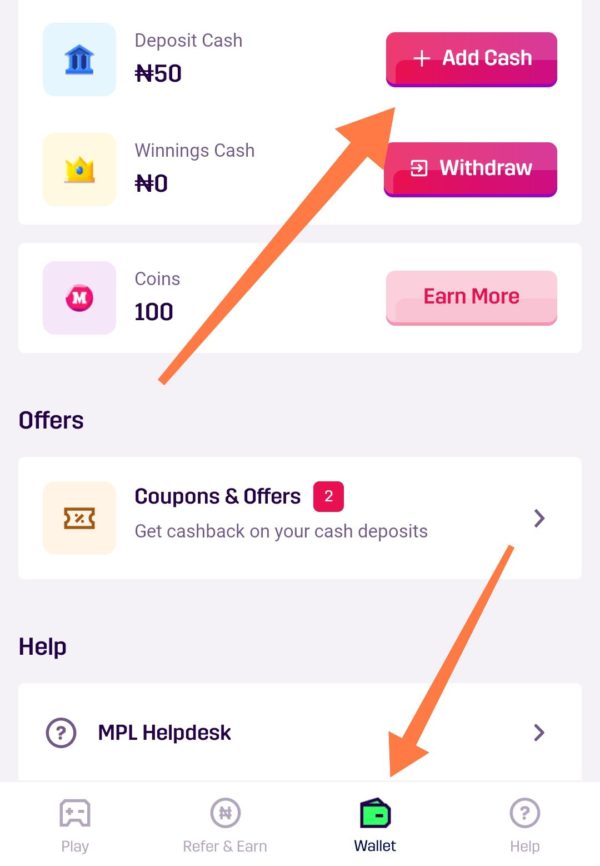 Deposit Cash
₦50
+ Add Cash
Winnings Cash
₦0
Withdraw
M
Coins
100
Earn More
Offers
Coupons & Offers 2
Get cashback on your cash deposits
Help
? MPL Helpdesk
₦ ?
Play Refer & Earn Wallet Help